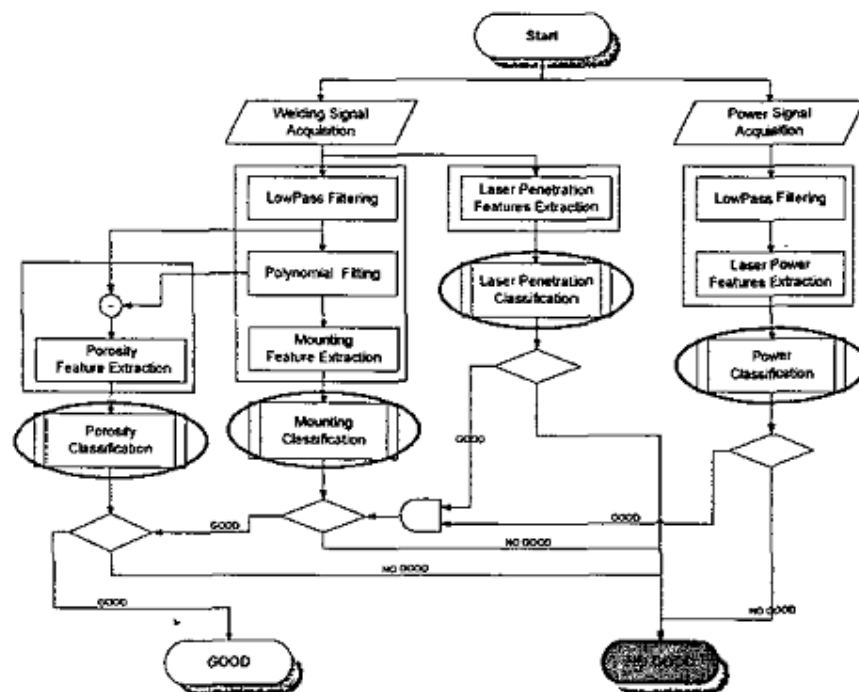 Start
Welding Signal
Acquisition
Power Signal
Acquisition
LowPass Filtering
Laser Penetration
Features Extraction
LowPass Filtering
Polynomial Fitting
Laser Penetration
Classification
Laser Power
Features Extraction
-
Porosity
Feature Extraction
Mounting
Feature Extraction
Power
Classification
Porosity
Classification
Mounting
Classification
GOOD
GOOD
GOOD
NO GOOD
NO GOOD
GOOD
NO GOOD
GOOD
NO GOOD